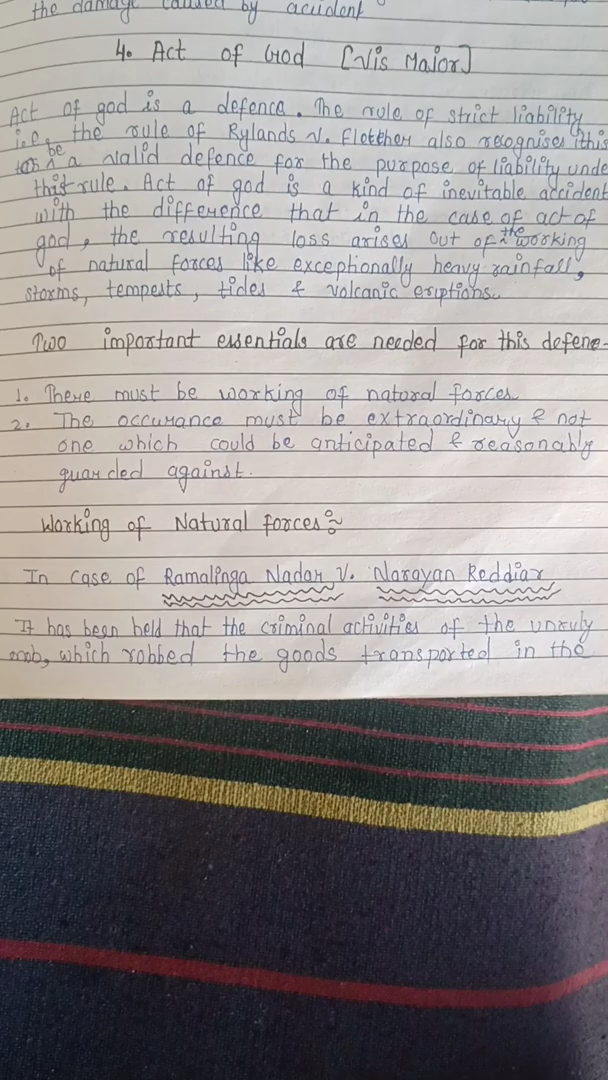 the damage caused by accident
4. Act of God [Vis Major]
Act of god is a defence. The rule of strict liability
i.e. the rule of Rylands v. Fletcher also recognises this
to be a valid defence for the purpose of liability unde
this rule. Act of god is a kind of inevitable accident
with the difference that in the case of act of
god, the resulting loss arises out of the working
of natural forces like exceptionally heavy rainfall,
storms, tempests, tides & volcanic eruptions.
Two important essentials are needed for this defene-
1. There must be working of natural forces.
2. The occurance must be extraordinary & not
one which could be anticipated & reasonably
guarded against.
Working of Natural forces:~
In case of Ramalinga Nadar V. Narayan Reddiar
It has been held that the criminal activities of the unruly
mob, which robbed the goods transported in the